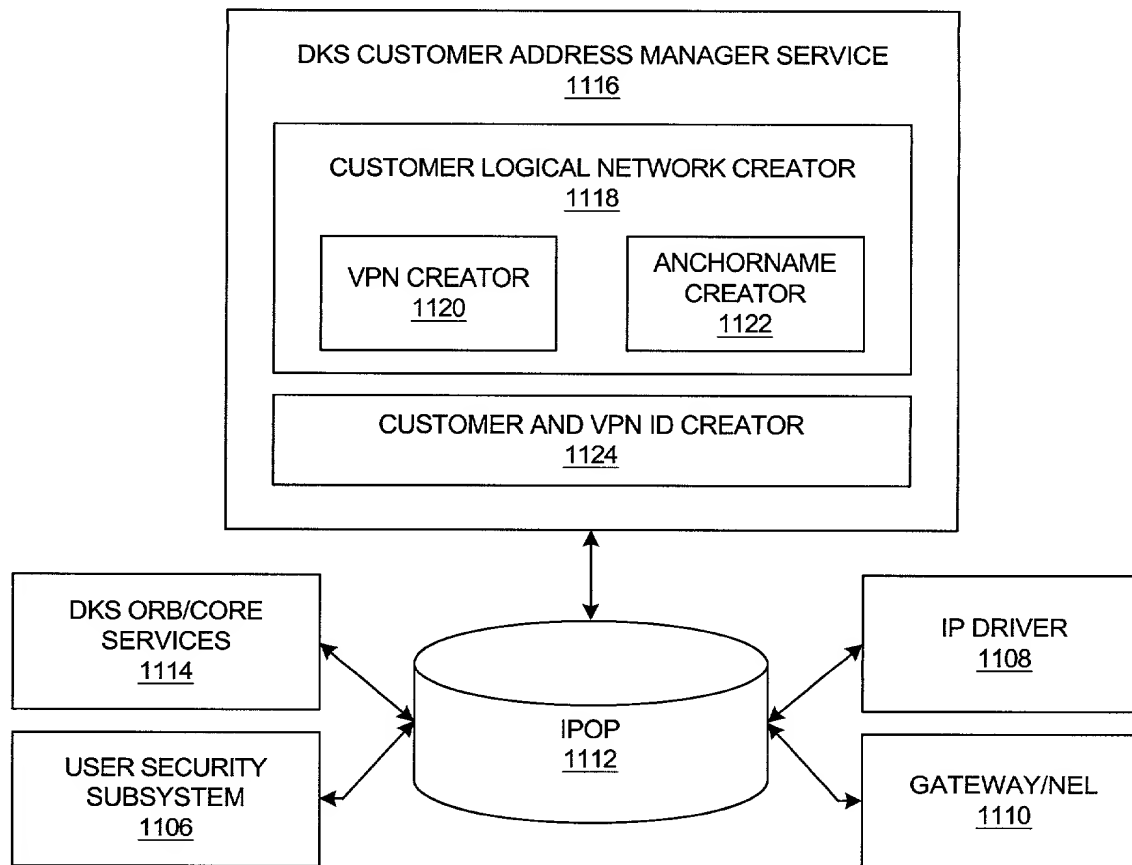 DKS CUSTOMER ADDRESS MANAGER SERVICE
1116
CUSTOMER LOGICAL NETWORK CREATOR
1118
VPN CREATOR
1120
ANCHORNAME
CREATOR
1122
CUSTOMER AND VPN ID CREATOR
1124
DKS ORB/CORE
SERVICES
1114
USER SECURITY
SUBSYSTEM
1106
IPOP
1112
IP DRIVER
1108
GATEWAY/NEL
1110